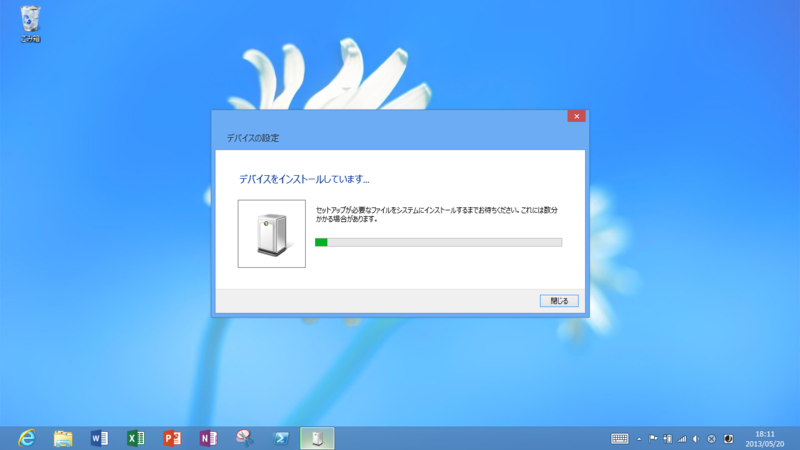 ごみ箱
デバイスの設定
デバイスをインストールしています...
セットアップが必要なファイルをシステムにインストールするまでお待ちください。これには数分
かかる場合があります。
閉じる
18:11
2013/05/20